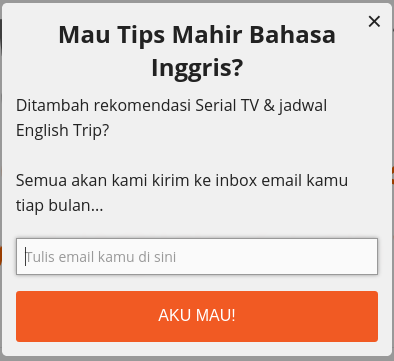 Mau Tips Mahir Bahasa
Inggris?
Ditambah rekomendasi Serial TV & jadwal
English Trip?
Semua akan kami kirim ke inbox email kamu
tiap bulan...
Tulis email kamu di sini
AKU MAU!